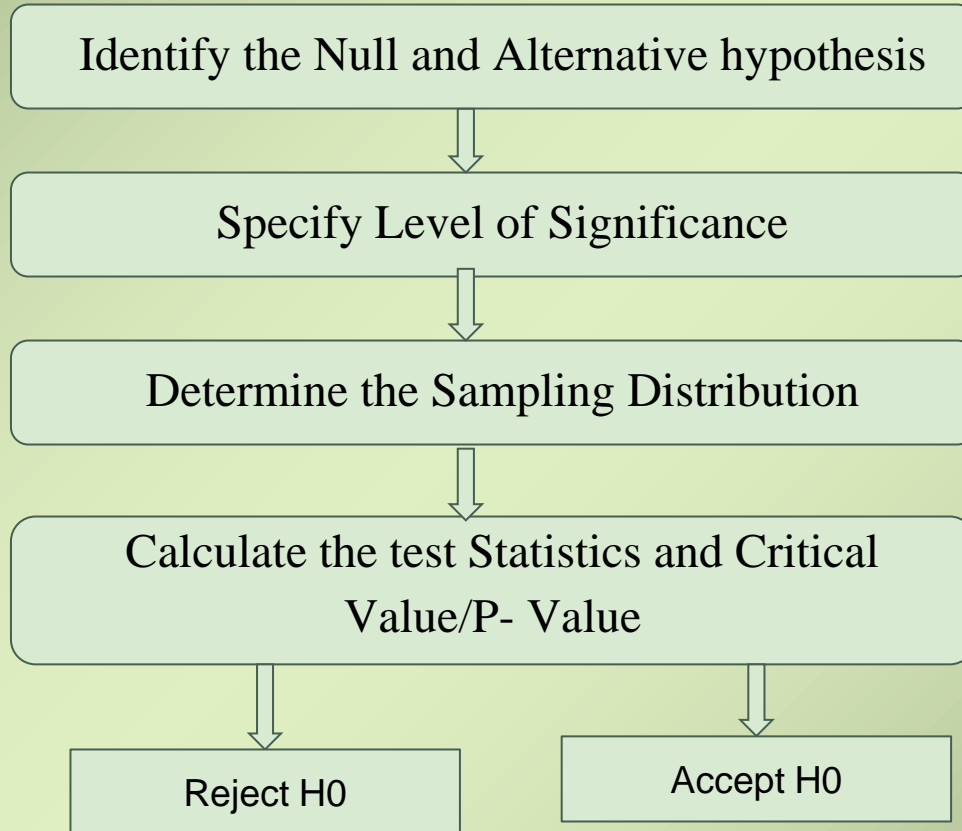 Identify the Null and Alternative hypothesis
Specify Level of Significance
Determine the Sampling Distribution
Calculate the test Statistics and Critical
Value/P- Value
Reject H0
Accept H0